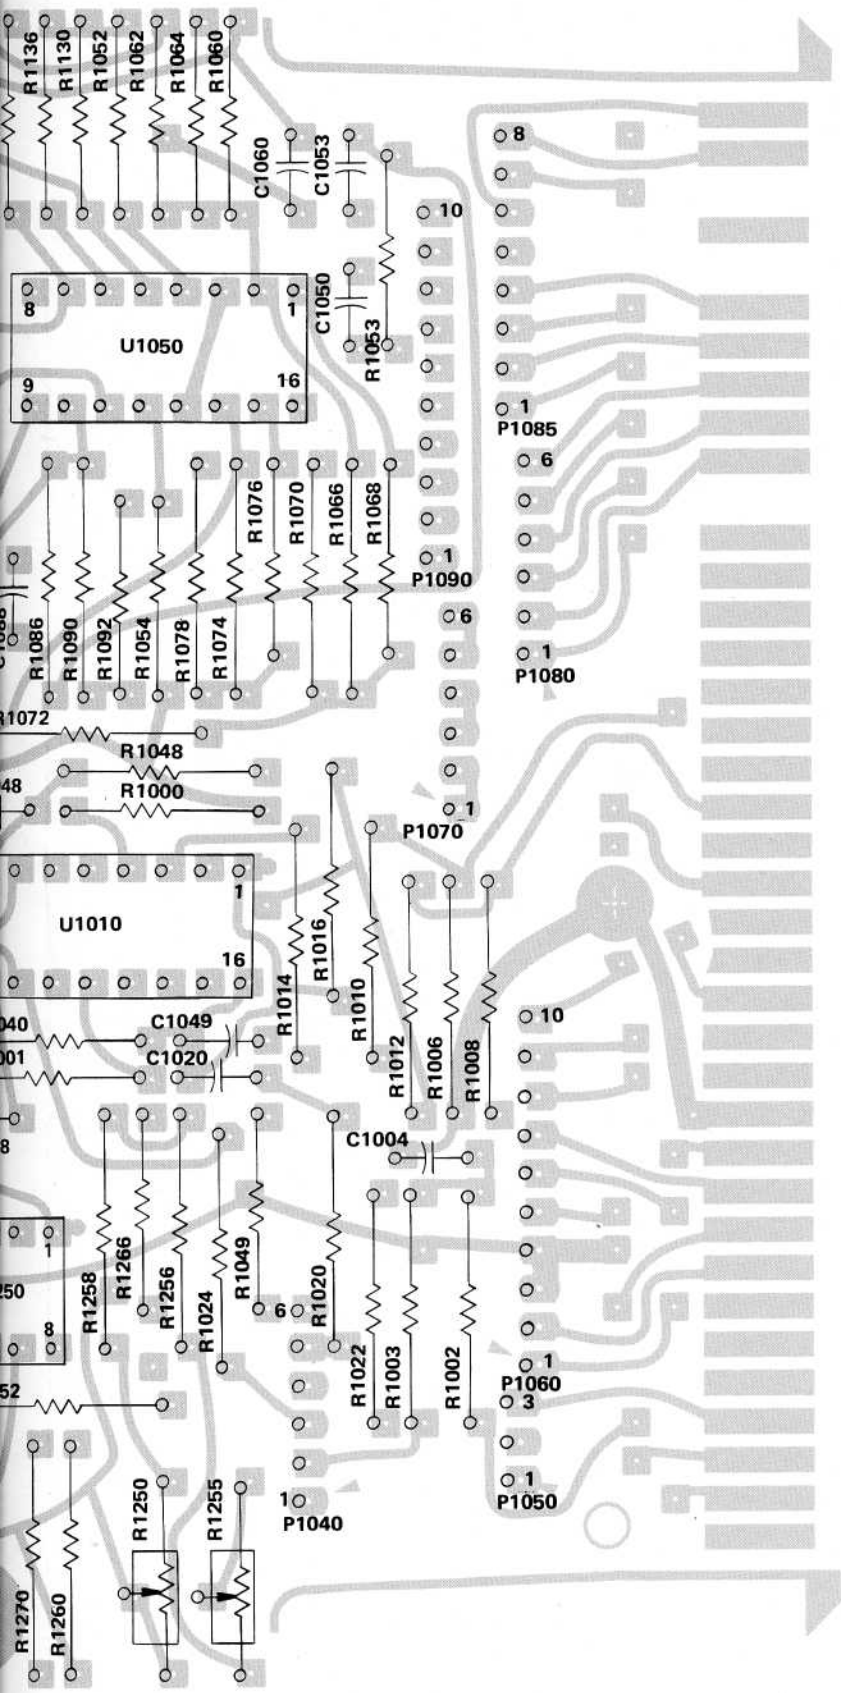 R1136
R1130
R1052
R1062
R1064
R1060
C1060
C1053
8
10
C1050
R1053
8
1
U1050
9
16
1
P1085
6
R1076
R1070
R1066
R1068
1
P1090
R1086
R1090
R1092
R1054
R1078
R1074
6
1
P1080
R1072
R1048
48
R1000
1
P1070
1
U1010
16
R1014
R1016
R1010
R1012
R1006
R1008
10
040
C1049
001
C1020
8
C1004
1
250
8
R1258
R1266
R1256
R1024
R1049
6
R1020
R1022
R1003
R1002
1
P1060
52
3
R1250
R1255
1
P1050
1
P1040
R1270
R1260